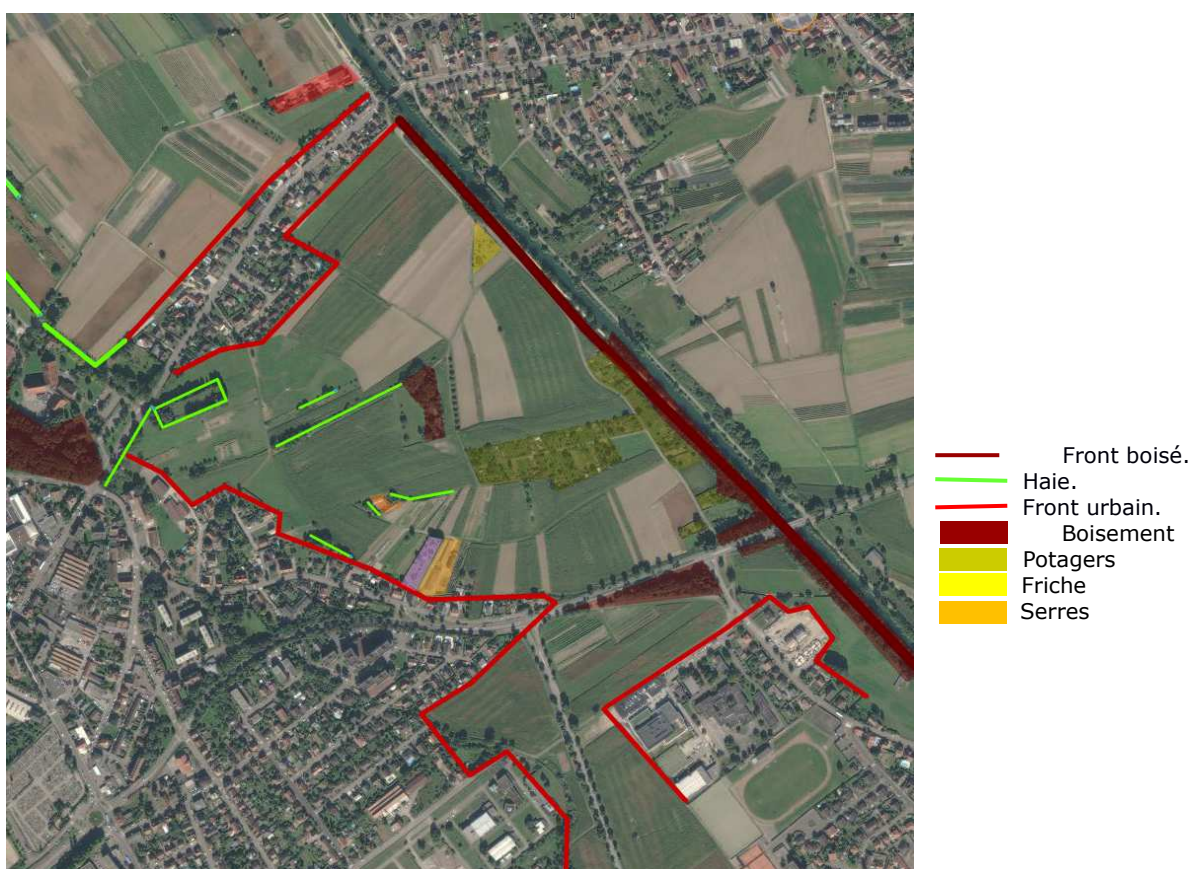 Front boisé.
Haie.
Front urbain.
Boisement
Potagers
Friche
Serres